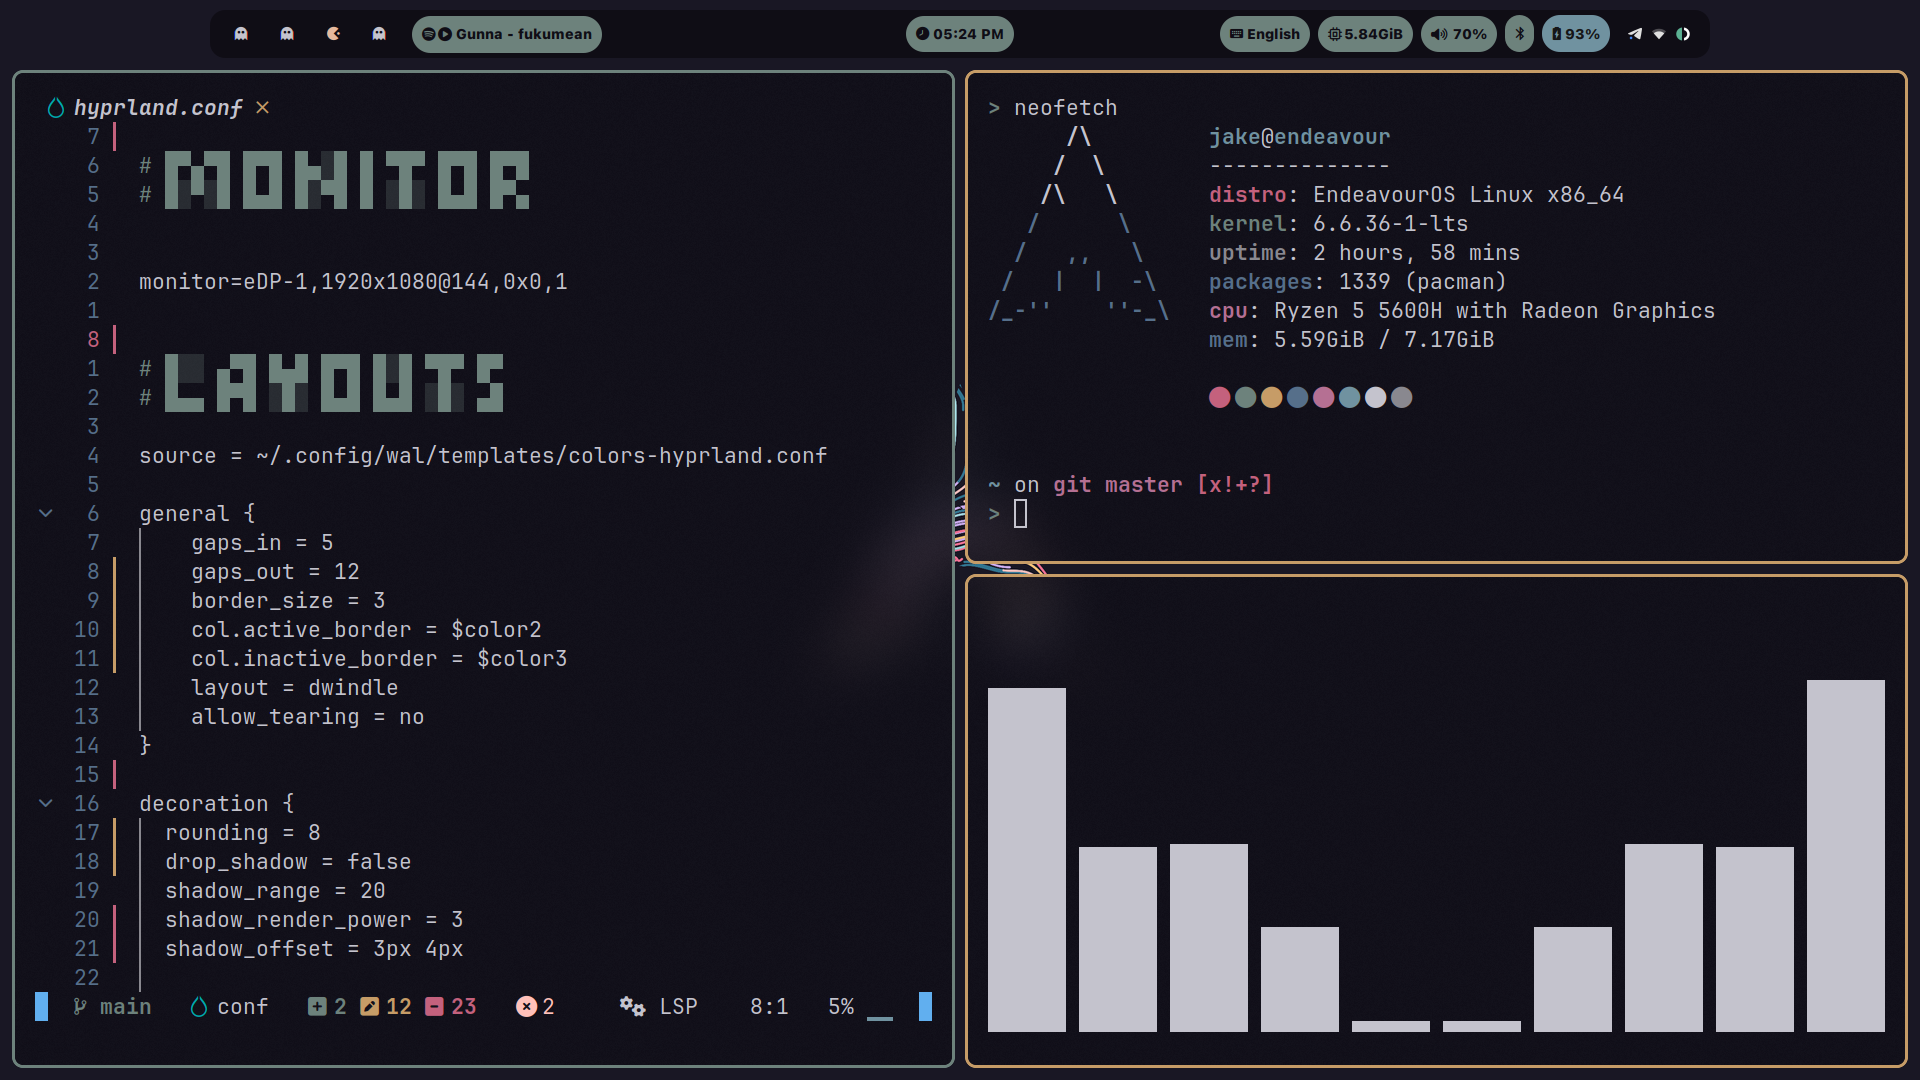 Gunna - fukumean
05:24 PM
English
5.84GiB
70%
93%
hyprland.conf ×
7
6 # MONITOR
5 #
4
3
2 monitor=eDP-1,1920x1080@144,0x0,1
1
8
1 # LAYOUTS
2 #
3
4 source = ~/.config/wal/templates/colors-hyprland.conf
5
6 general {
7 gaps_in = 5
8 gaps_out = 12
9 border_size = 3
10 col.active_border = $color2
11 col.inactive_border = $color3
12 layout = dwindle
13 allow_tearing = no
14 }
15
16 decoration {
17 rounding = 8
18 drop_shadow = false
19 shadow_range = 20
20 shadow_render_power = 3
21 shadow_offset = 3px 4px
22
main conf 2 12 23 2 LSP 8:1 5% __
> neofetch
/\
/ \
/\ \
/ \
/ ,, \
/ | | -\
/_-'' ''-_\
jake@endeavour
--------------
distro: EndeavourOS Linux x86_64
kernel: 6.6.36-1-lts
uptime: 2 hours, 58 mins
packages: 1339 (pacman)
cpu: Ryzen 5 5600H with Radeon Graphics
mem: 5.59GiB / 7.17GiB
~ on git master [x!+?]
>